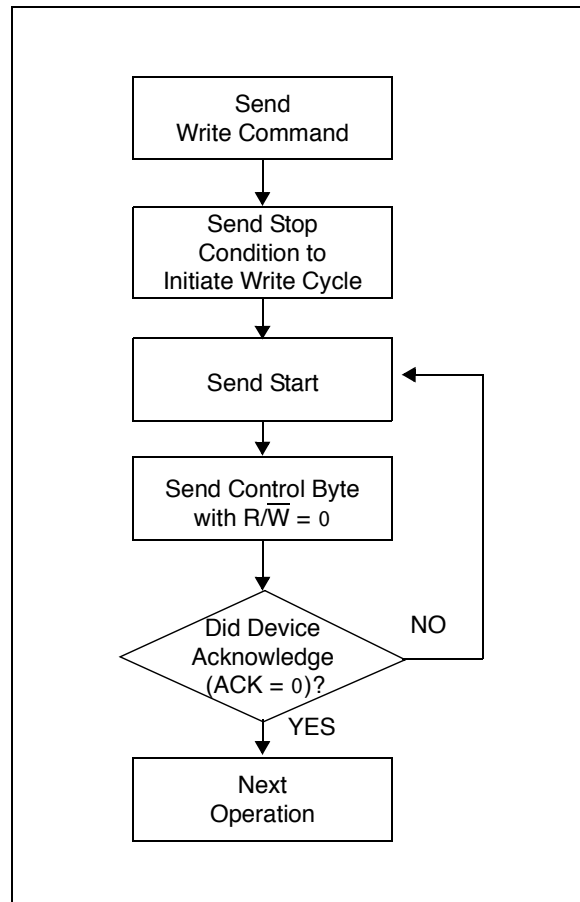 Send
Write Command
Send Stop
Condition to
Initiate Write Cycle
Send Start
Send Control Byte
with R/W̅ = 0
Did Device
Acknowledge
(ACK = 0)?
NO
YES
Next
Operation